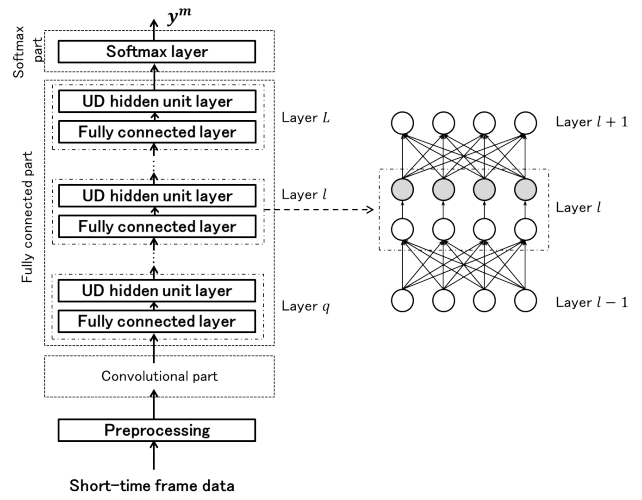 y^m
Softmax layer
Softmax
part
UD hidden unit layer
Fully connected layer
Layer L
UD hidden unit layer
Fully connected layer
Layer l
UD hidden unit layer
Fully connected layer
Layer q
Fully connected part
Convolutional part
Preprocessing
Short-time frame data
Layer l + 1
Layer l
Layer l − 1